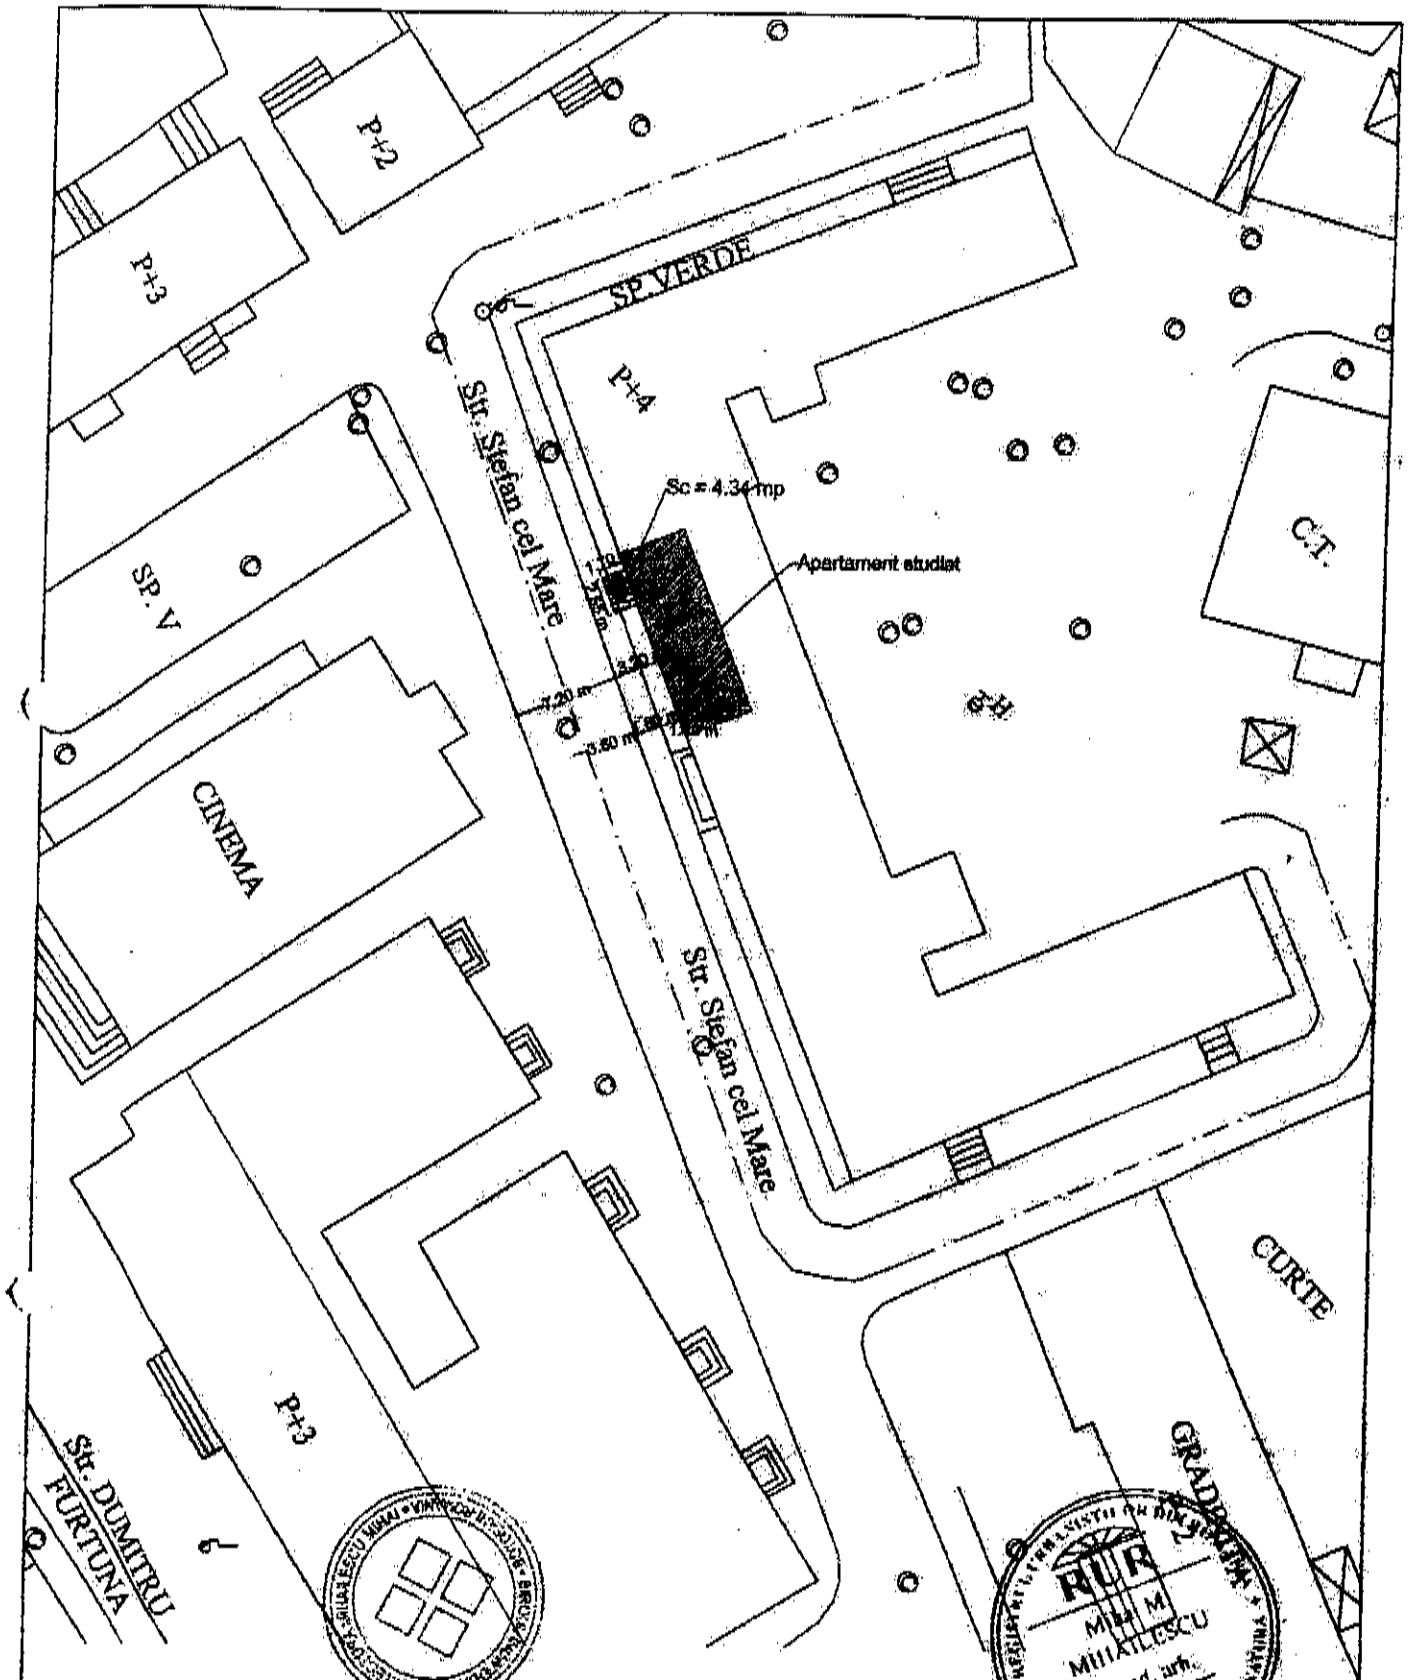 P+2
P+3
SP.VERDE
P+4
Str. Stefan cel Mare
Sc = 4.34 mp
Apartament studiat
C.T.
SP. V
7.20 m
3.60 m
CINEMA
Str. Stefan cel Mare
CURTE
P+3
Str. DUMITRU
FURTUNA
RUR
Mihai M.
MIHAILESCU